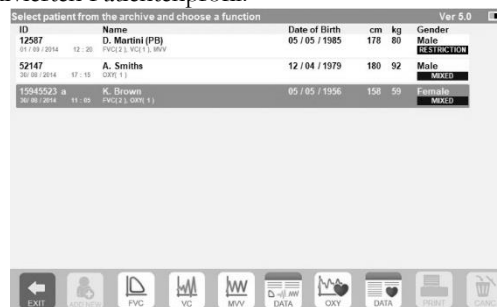 Select patient from the archive and choose a function Ver 5.0
ID Name Date of Birth cm kg Gender
12587 D. Martini (PB) 05 / 05 / 1985 178 80 Male
01 / 09 / 2014 12 : 20 FVC( 2 ), VC( 1 ), MVV RESTRICTION
52147 A. Smiths 12 / 04 / 1979 180 92 Male
30/ 08 / 2014 17 : 15 OXY( 1 ) MIXED
15945523 a K. Brown 05 / 05 / 1956 158 59 Female
30/ 08 / 2014 11 : 05 FVC( 2 ), OXY( 1 ) MIXED
EXIT ADD NEW FVC VC MVV DATA OXY DATA PRINT